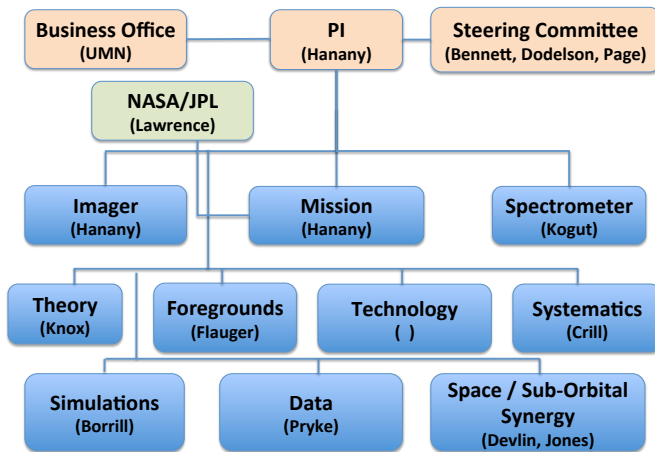 Business Office
(UMN)
PI
(Hanany)
Steering Committee
(Bennett, Dodelson, Page)
NASA/JPL
(Lawrence)
Imager
(Hanany)
Mission
(Hanany)
Spectrometer
(Kogut)
Theory
(Knox)
Foregrounds
(Flauger)
Technology
( )
Systematics
(Crill)
Simulations
(Borrill)
Data
(Pryke)
Space / Sub-Orbital
Synergy
(Devlin, Jones)